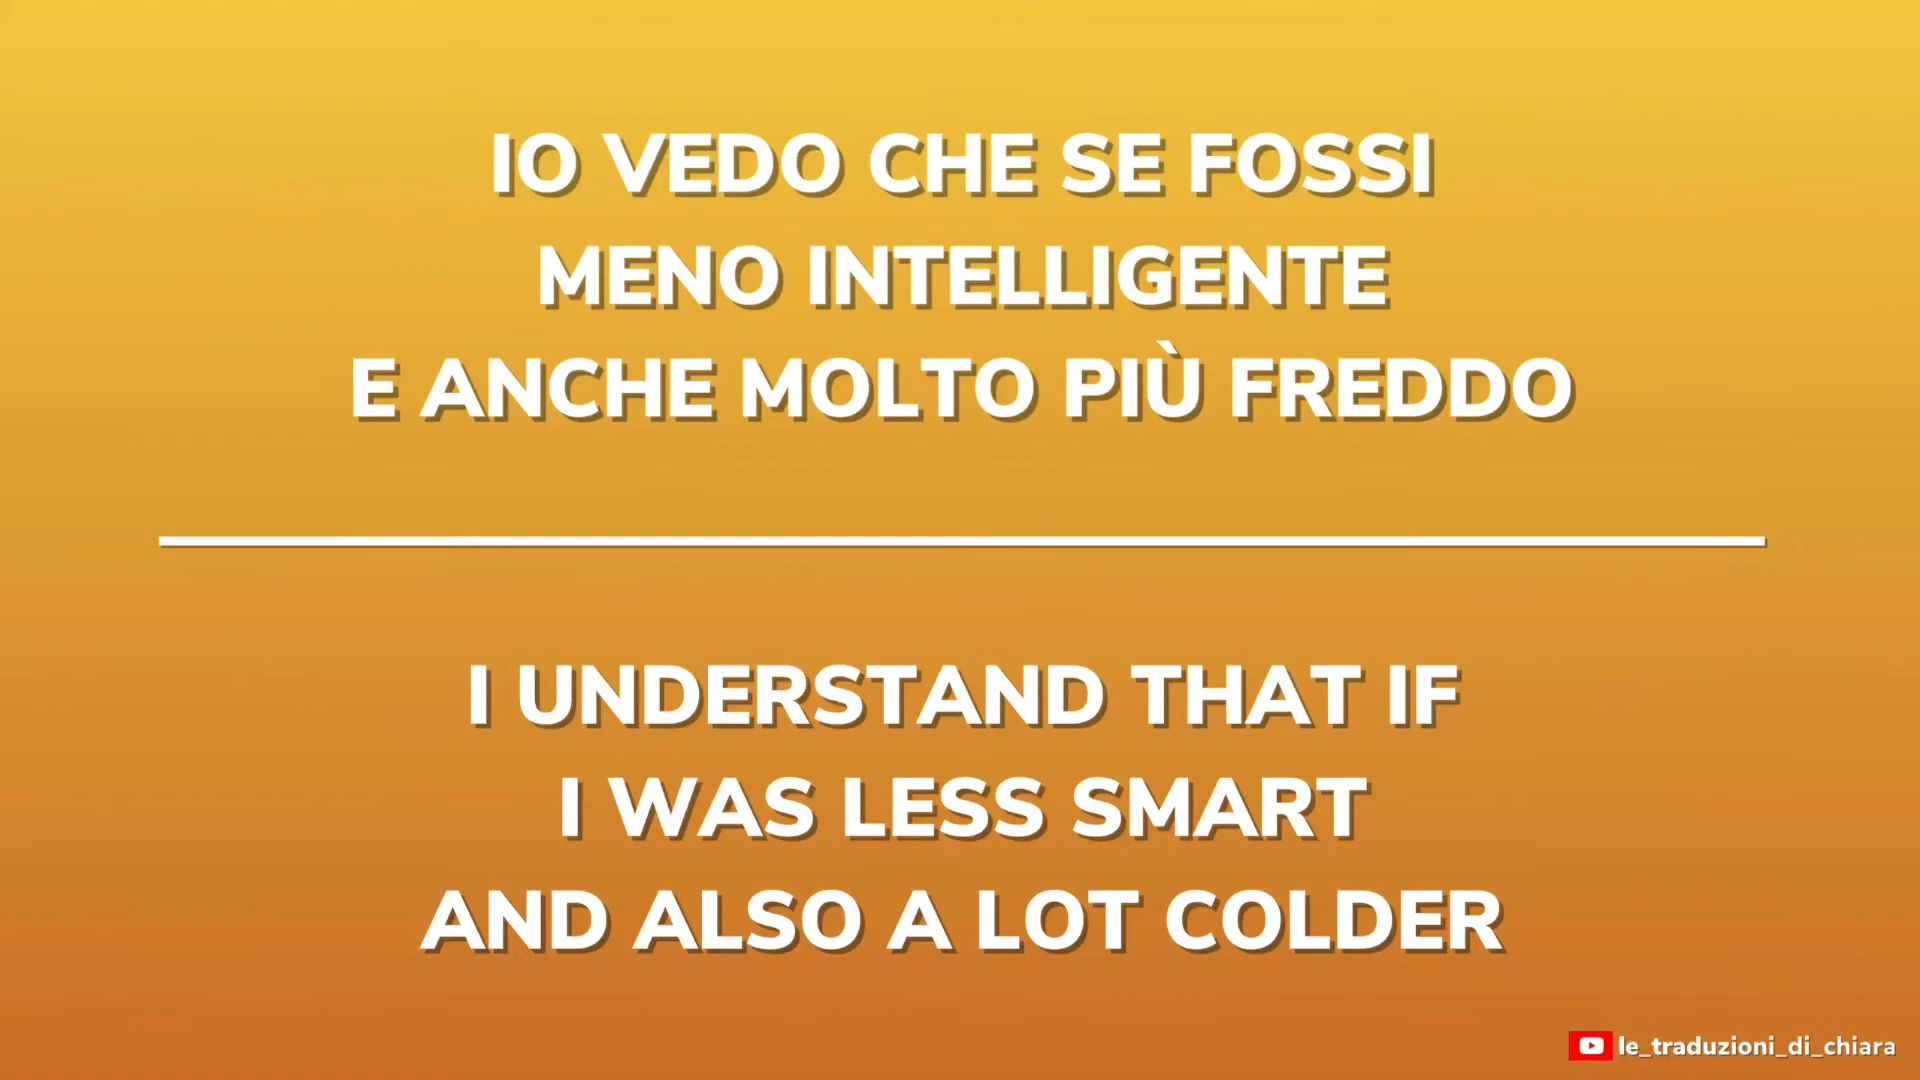 IO VEDO CHE SE FOSSI
MENO INTELLIGENTE
E ANCHE MOLTO PIÙ FREDDO
I UNDERSTAND THAT IF
I WAS LESS SMART
AND ALSO A LOT COLDER
le_traduzioni_di_chiara